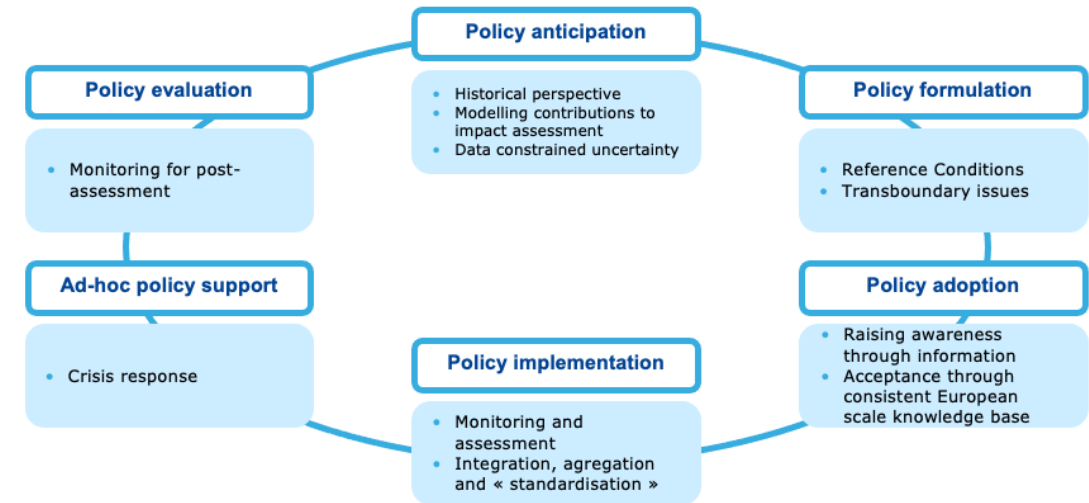 Policy anticipation
• Historical perspective
• Modelling contributions to
impact assessment
• Data constrained uncertainty
Policy formulation
• Reference Conditions
• Transboundary issues
Policy adoption
• Raising awareness
through information
• Acceptance through
consistent European
scale knowledge base
Policy implementation
• Monitoring and
assessment
• Integration, agregation
and « standardisation »
Ad-hoc policy support
• Crisis response
Policy evaluation
• Monitoring for post-
assessment